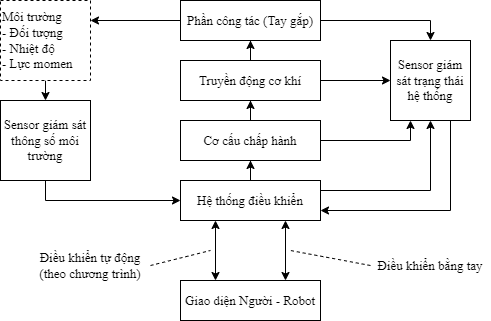 Môi trường
- Đối tượng
- Nhiệt độ
- Lực momen
Phần công tác (Tay gắp)
Truyền động cơ khí
Sensor giám
sát trạng thái
hệ thống
Sensor giám sát
thông số môi
trường
Cơ cấu chấp hành
Hệ thống điều khiển
Điều khiển tự động
(theo chương trình)
Điều khiển bằng tay
Giao diện Người - Robot